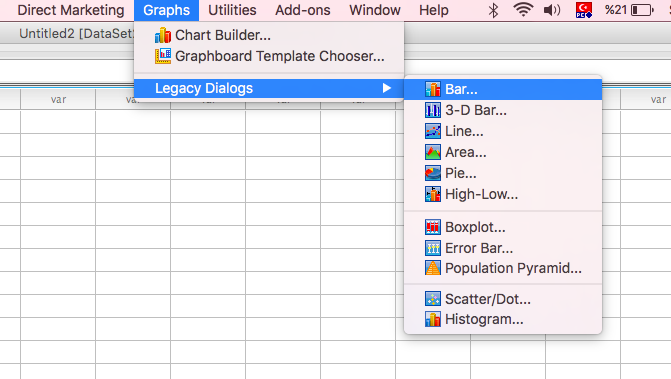 Direct Marketing Graphs Utilities Add-ons Window Help %21
Untitled2 [DataSet
Chart Builder...
Graphboard Template Chooser...
Legacy Dialogs
var var var
Bar...
3-D Bar...
Line...
Area...
Pie...
High-Low...
Boxplot...
Error Bar...
Population Pyramid...
Scatter/Dot...
Histogram...